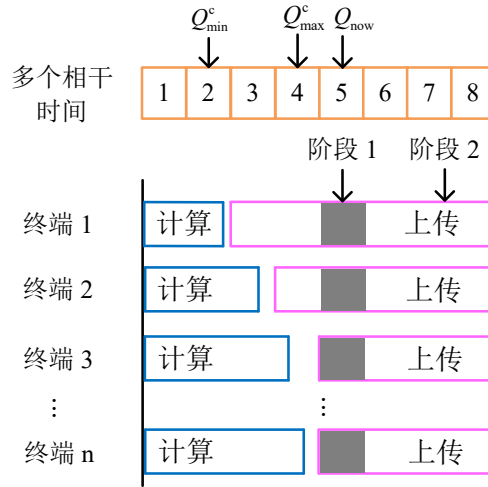 Q^c_min Q^c_max Q_now
多个相干
时间
1 2 3 4 5 6 7 8
阶段 1 阶段 2
终端 1 计算 上传
终端 2 计算 上传
终端 3 计算 上传
⋮ ⋮
终端 n 计算 上传